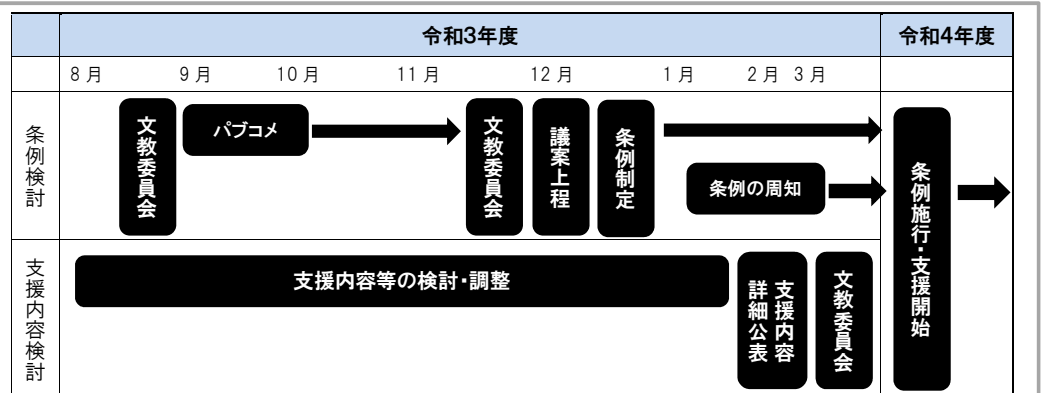 令和3年度
令和4年度
8月 9月 10月 11月 12月 1月 2月 3月
条例検討
文教委員会
パブコメ
文教委員会
議案上程
条例制定
条例の周知
条例施行・支援開始
支援内容検討
支援内容等の検討・調整
支援内容
詳細公表
文教委員会